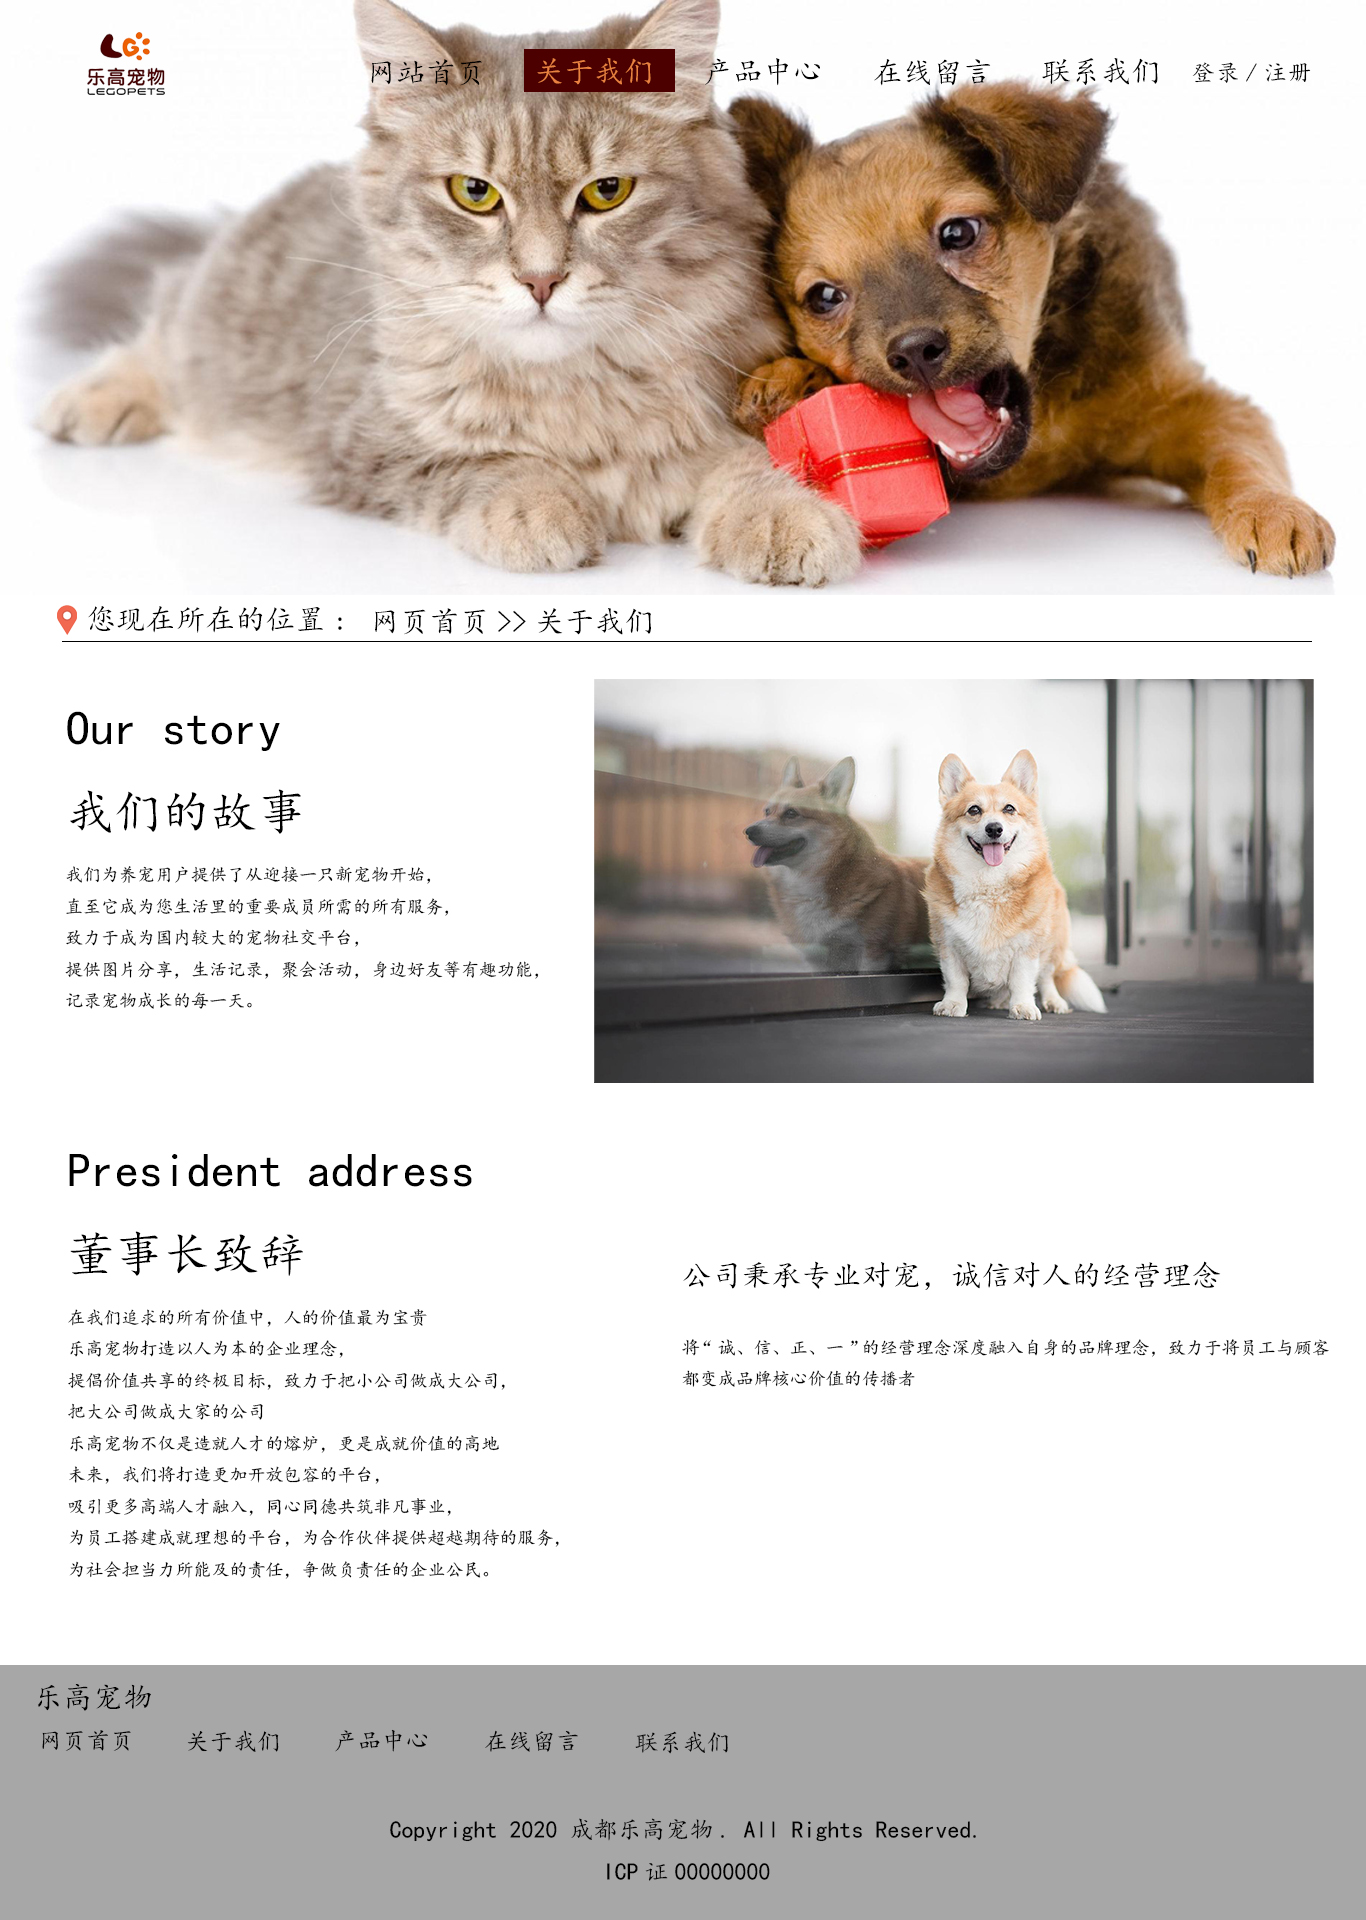 乐高宠物
LEGOPETS
网站首页 关于我们 产品中心 在线留言 联系我们 登录/注册
您现在所在的位置： 网页首页>>关于我们
Our story
我们的故事
我们为养宠用户提供了从迎接一只新宠物开始，
直至它成为您生活里的重要成员所需的所有服务，
致力于成为国内较大的宠物社交平台，
提供图片分享，生活记录，聚会活动，身边好友等有趣功能，
记录宠物成长的每一天。
President address
董事长致辞
在我们追求的所有价值中，人的价值最为宝贵
乐高宠物打造以人为本的企业理念，
提倡价值共享的终极目标，致力于把小公司做成大公司，
把大公司做成大家的公司
乐高宠物不仅是造就人才的熔炉，更是成就价值的高地
未来，我们将打造更加开放包容的平台，
吸引更多高端人才融入，同心同德共筑非凡事业，
为员工搭建成就理想的平台，为合作伙伴提供超越期待的服务，
为社会担当力所能及的责任，争做负责任的企业公民。
公司秉承专业对宠，诚信对人的经营理念
将“诚、信、正、一”的经营理念深度融入自身的品牌理念，致力于将员工与顾客
都变成品牌核心价值的传播者
乐高宠物
网页首页 关于我们 产品中心 在线留言 联系我们
Copyright 2020 成都乐高宠物. All Rights Reserved.
ICP证00000000